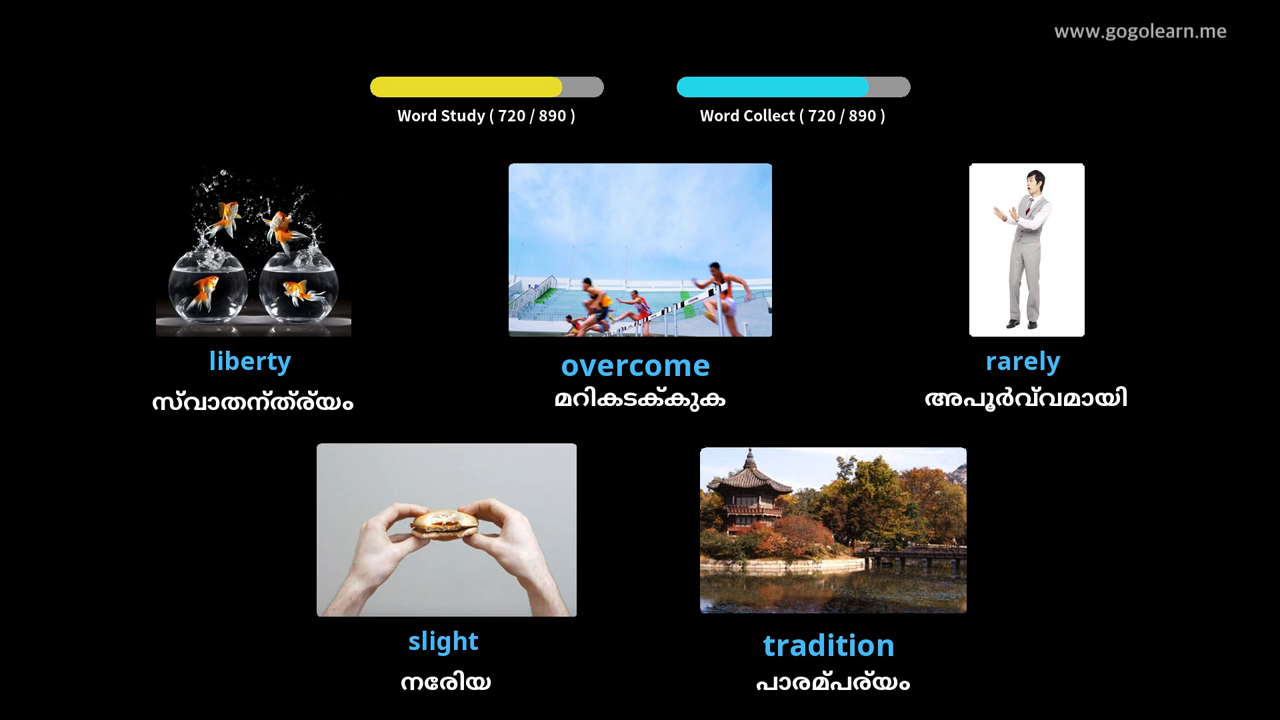 www.gogolearn.me
Word Study ( 720 / 890 )
Word Collect ( 720 / 890 )
liberty
overcome
rarely
സ്വാതന്ത്ര്യം
മറികടക്കുക
അപൂർവ്വമായി
slight
tradition
നരിേയ
പാരമ്പര്യം